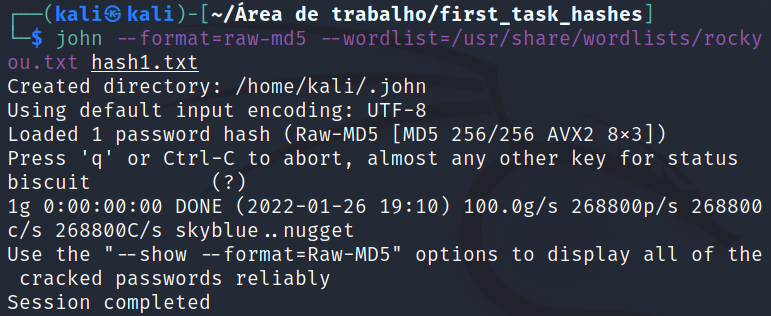 ┌──(kali㉿kali)-[~/Área de trabalho/first_task_hashes]
└─$ john --format=raw-md5 --wordlist=/usr/share/wordlists/rocky
ou.txt hash1.txt
Created directory: /home/kali/.john
Using default input encoding: UTF-8
Loaded 1 password hash (Raw-MD5 [MD5 256/256 AVX2 8×3])
Press 'q' or Ctrl-C to abort, almost any other key for status
biscuit          (?)
1g 0:00:00:00 DONE (2022-01-26 19:10) 100.0g/s 268800p/s 268800
c/s 268800C/s skyblue..nugget
Use the "--show --format=Raw-MD5" options to display all of the
 cracked passwords reliably
Session completed